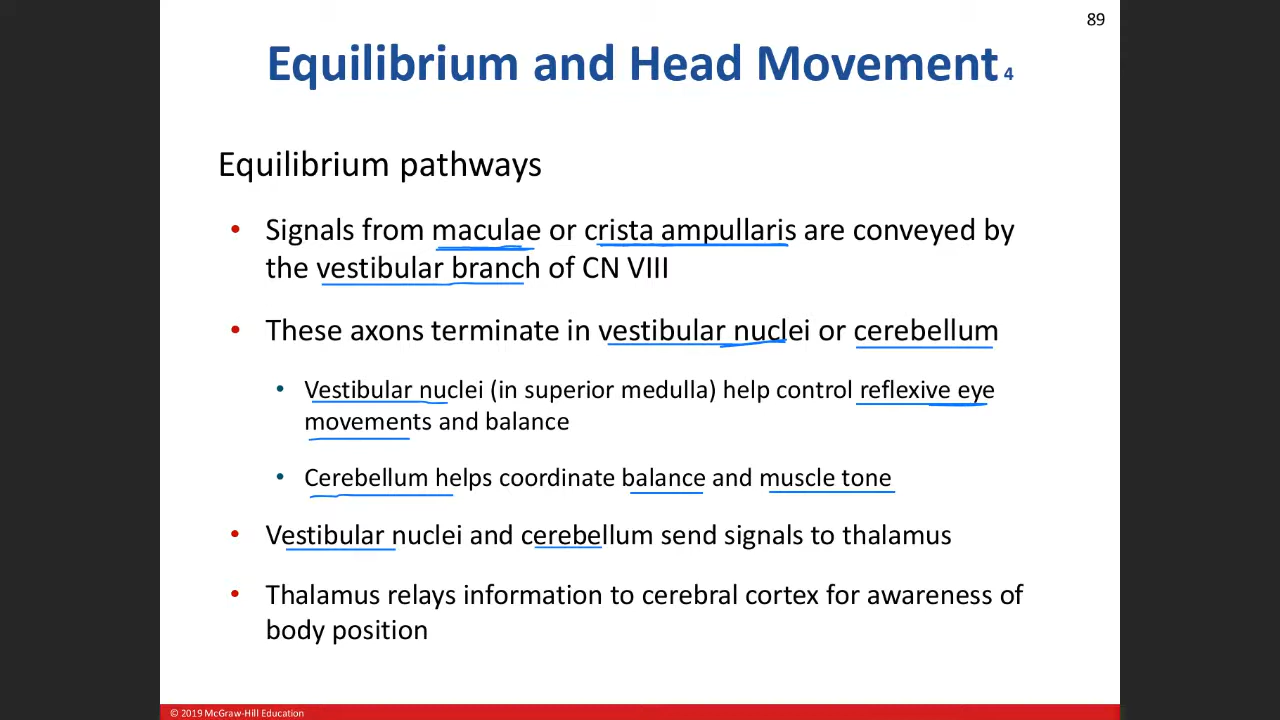 89
Equilibrium and Head Movement 4
Equilibrium pathways
• Signals from maculae or crista ampullaris are conveyed by
the vestibular branch of CN VIII
• These axons terminate in vestibular nuclei or cerebellum
• Vestibular nuclei (in superior medulla) help control reflexive eye
movements and balance
• Cerebellum helps coordinate balance and muscle tone
• Vestibular nuclei and cerebellum send signals to thalamus
• Thalamus relays information to cerebral cortex for awareness of
body position
© 2019 McGraw-Hill Education